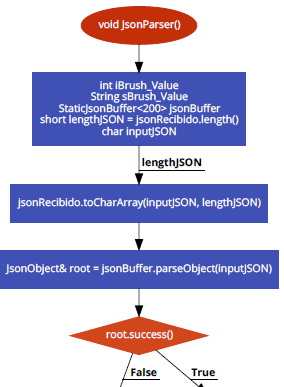 void JsonParser()
int iBrush_Value
String sBrush_Value
StaticJsonBuffer<200> jsonBuffer
short lengthJSON = jsonRecibido.length()
char inputJSON
lengthJSON
jsonRecibido.toCharArray(inputJSON, lengthJSON)
JsonObject& root = jsonBuffer.parseObject(inputJSON)
root.success()
False
True